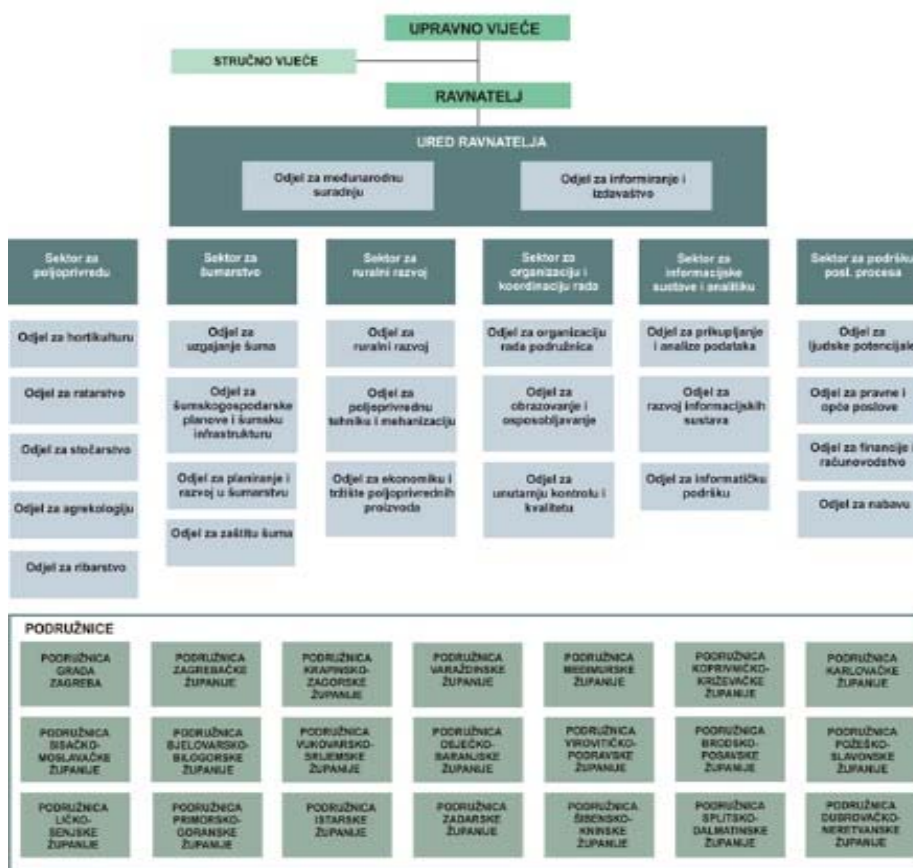 UPRAVNO VIJEĆE
STRUČNO VIJEĆE
RAVNATELJ
URED RAVNATELJA
Odjel za međunarodnu
suradnju
Odjel za informiranje i
izdavaštvo
Sektor za
poljoprivredu
Odjel za hortikulturu
Odjel za ratarstvo
Odjel za stočarstvo
Odjel za agrekologiju
Odjel za ribarstvo
Sektor za
šumarstvo
Odjel za
uzgajanje šuma
Odjel za
šumskogospodarske
planove i šumsku
infrastrukturu
Odjel za planiranje i
razvoj u šumarstvu
Odjel za zaštitu šuma
Sektor za
ruralni razvoj
Odjel za
ruralni razvoj
Odjel za
poljoprivrednu
tehniku i mehanizaciju
Odjel za ekonomiku i
tržište poljoprivrednih
proizvoda
Sektor za
organizaciju i
koordinaciju rada
Odjel za organizaciju
rada podružnica
Odjel za
obrazovanje i
osposobljavanje
Odjel za
unutarnju kontrolu i
kvalitetu
Sektor za
informacijske
sustave i analitiku
Odjel za prikupljanje
i analize podataka
Odjel za
razvoj informacijskih
sustava
Odjel za informatičku
podršku
Sektor za podršku
posl. procesa
Odjel za
ljudske potencijale
Odjel za pravne i
opće poslove
Odjel za financije i
računovodstvo
Odjel za nabavu
PODRUŽNICE
PODRUŽNICA
GRADA
ZAGREBA
PODRUŽNICA
ZAGREBAČKE
ŽUPANIJE
PODRUŽNICA
KRAPINSKO-
ZAGORSKE
ŽUPANIJE
PODRUŽNICA
VARAŽDINSKE
ŽUPANIJE
PODRUŽNICA
MEĐIMURSKE
ŽUPANIJE
PODRUŽNICA
KOPRIVNIČKO-
KRIŽEVAČKE
ŽUPANIJE
PODRUŽNICA
KARLOVAČKE
ŽUPANIJE
PODRUŽNICA
SISAČKO-
MOSLAVAČKE
ŽUPANIJE
PODRUŽNICA
BJELOVARSKO-
BILOGORSKE
ŽUPANIJE
PODRUŽNICA
VUKOVARSKO-
SRIJEMSKE
ŽUPANIJE
PODRUŽNICA
OSJEČKO-
BARANJSKE
ŽUPANIJE
PODRUŽNICA
VIROVITIČKO-
PODRAVSKE
ŽUPANIJE
PODRUŽNICA
BRODSKO-
POSAVSKE
ŽUPANIJE
PODRUŽNICA
POŽEŠKO-
SLAVONSKE
ŽUPANIJE
PODRUŽNICA
LIČKO-
SENJSKE
ŽUPANIJE
PODRUŽNICA
PRIMORSKO-
GORANSKE
ŽUPANIJE
PODRUŽNICA
ISTARSKE
ŽUPANIJE
PODRUŽNICA
ZADARSKE
ŽUPANIJE
PODRUŽNICA
ŠIBENSKO-
KNINSKE
ŽUPANIJE
PODRUŽNICA
SPLITSKO-
DALMATINSKE
ŽUPANIJE
PODRUŽNICA
DUBROVAČKO-
NERETVANSKE
ŽUPANIJE